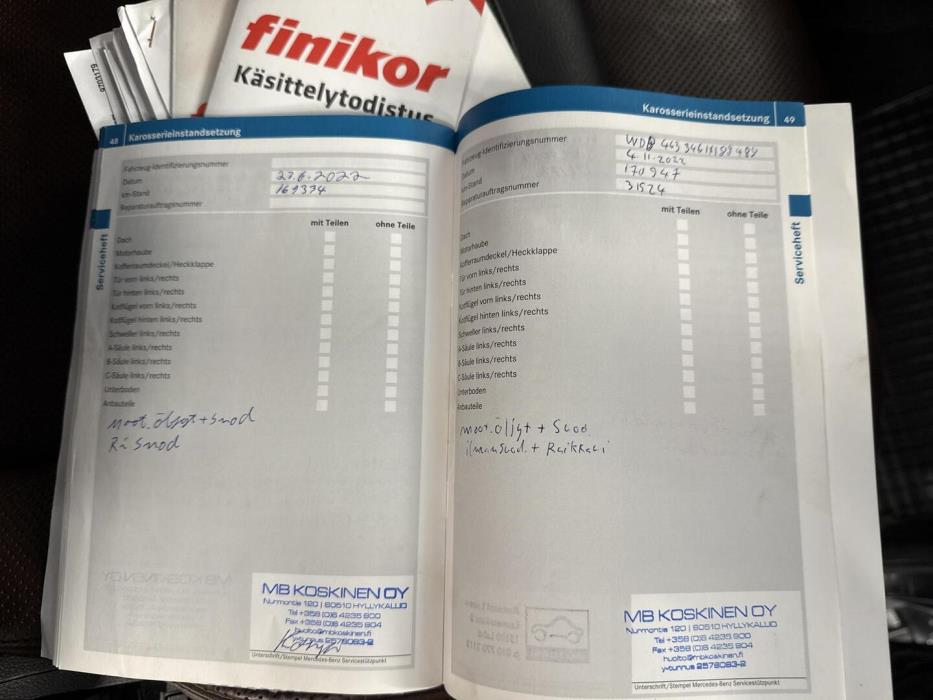 finikor
Käsittelytodistus
48 Karosserieinstandsetzung
Fahrzeug-Identifizierungsnummer
Datum 27.6.2022
km-Stand 169374
Reparaturauftragsnummer
mit Teilen ohne Teile
Serviceheft
Dach
Motorhaube
Kofferraumdeckel/Heckklappe
Tür vorn links/rechts
Tür hinten links/rechts
Kotflügel vorn links/rechts
Kotflügel hinten links/rechts
Schweller links/rechts
A-Säule links/rechts
B-Säule links/rechts
C-Säule links/rechts
Unterboden
Anbauteile
MB KOSKINEN OY
Nurmontie 120 | 60510 HYLLYKALLIO
Tel +358 (0)6 4235 900
Fax +358 (0)6 4235 904
huolto@mbkoskinen.fi
y-tunnus 2576083-2
Unterschrift/Stempel Mercedes-Benz Servicestützpunkt
Karosserieinstandsetzung 49
Fahrzeug-Identifizierungsnummer
Datum 4.11.2022
km-Stand 170947
Reparaturauftragsnummer 31524
mit Teilen ohne Teile
Serviceheft
Dach
Motorhaube
Kofferraumdeckel/Heckklappe
Tür vorn links/rechts
Tür hinten links/rechts
Kotflügel vorn links/rechts
Kotflügel hinten links/rechts
Schweller links/rechts
A-Säule links/rechts
B-Säule links/rechts
C-Säule links/rechts
Unterboden
Anbauteile
moot.öljyt + Suod.
ilmansuod. + Raikkaei
MB KOSKINEN OY
Nurmontie 120 | 60510 HYLLYKALLIO
Tel +358 (0)6 4235 900
Fax +358 (0)6 4235 904
huolto@mbkoskinen.fi
y-tunnus 2576083-2
Unterschrift/Stempel Mercedes-Benz Servicestützpunkt